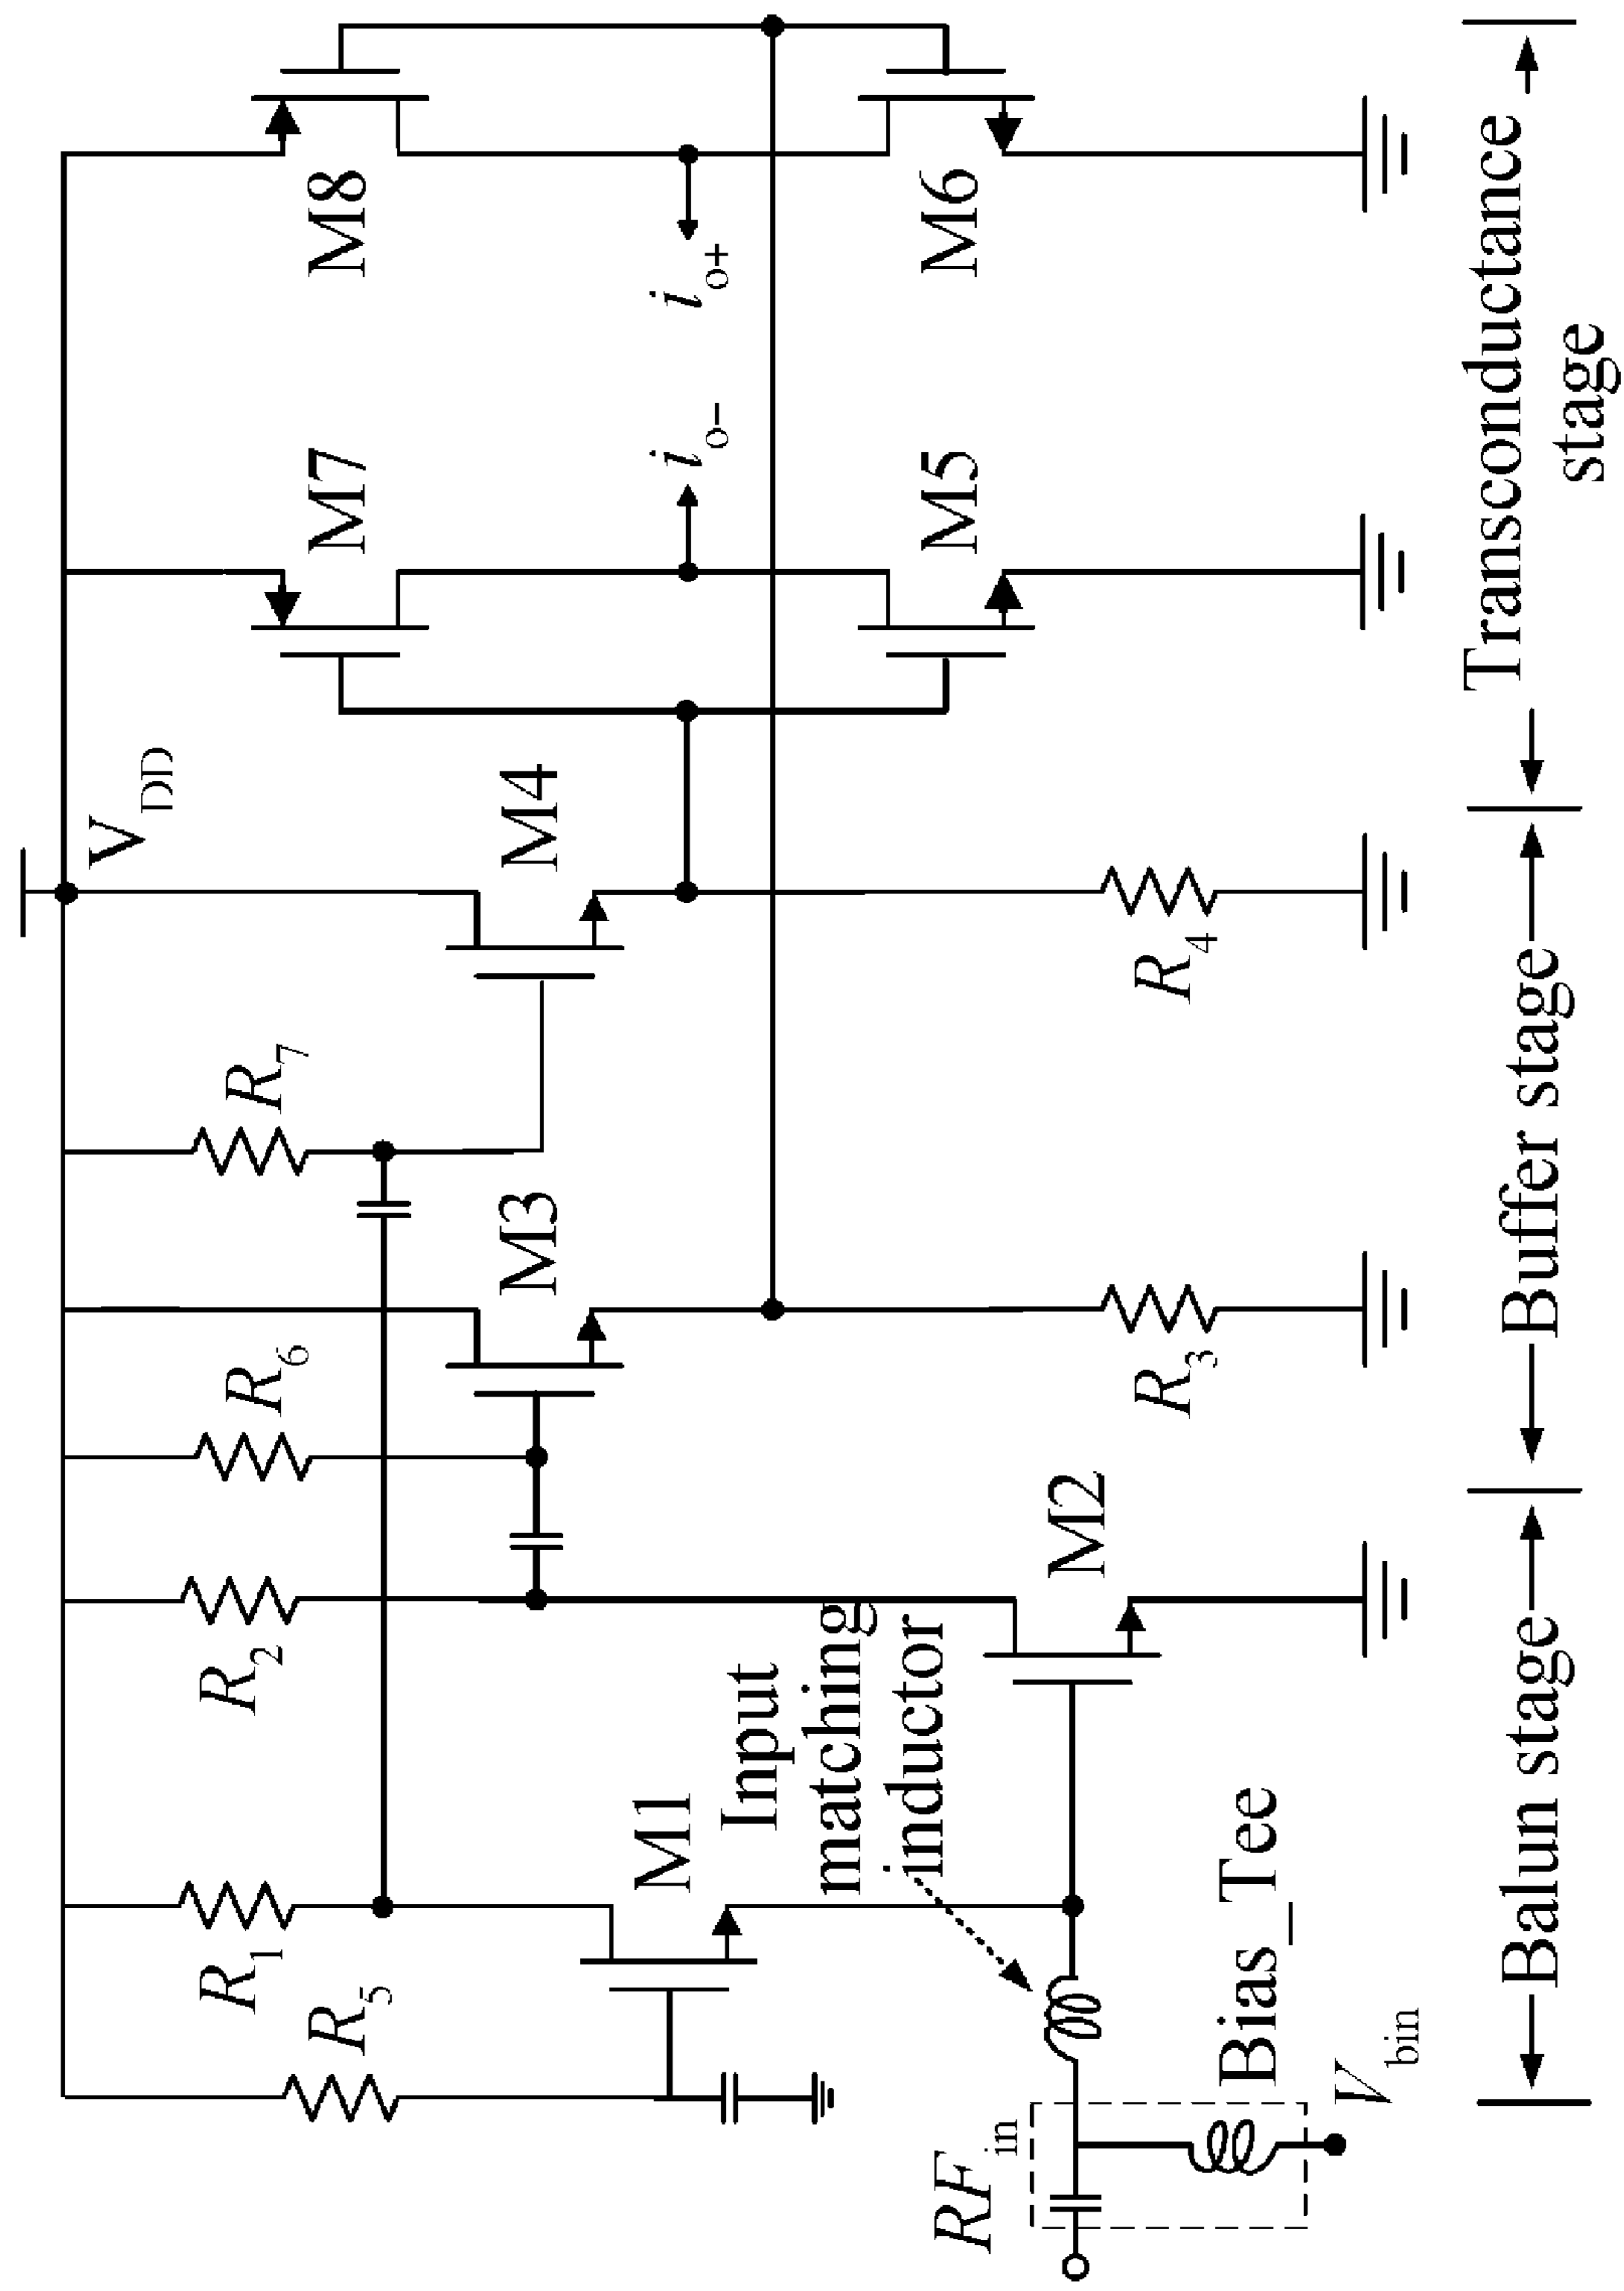 V_DD
R_5
R_1
R_2
R_6
R_7
M1
M3
M4
M7
M8
Input
matching
inductor
M2
i_o−
i_o+
M5
M6
RF_in
Bias_Tee
V_bin
R_3
R_4
Balun stage
Buffer stage
Transconductance
stage